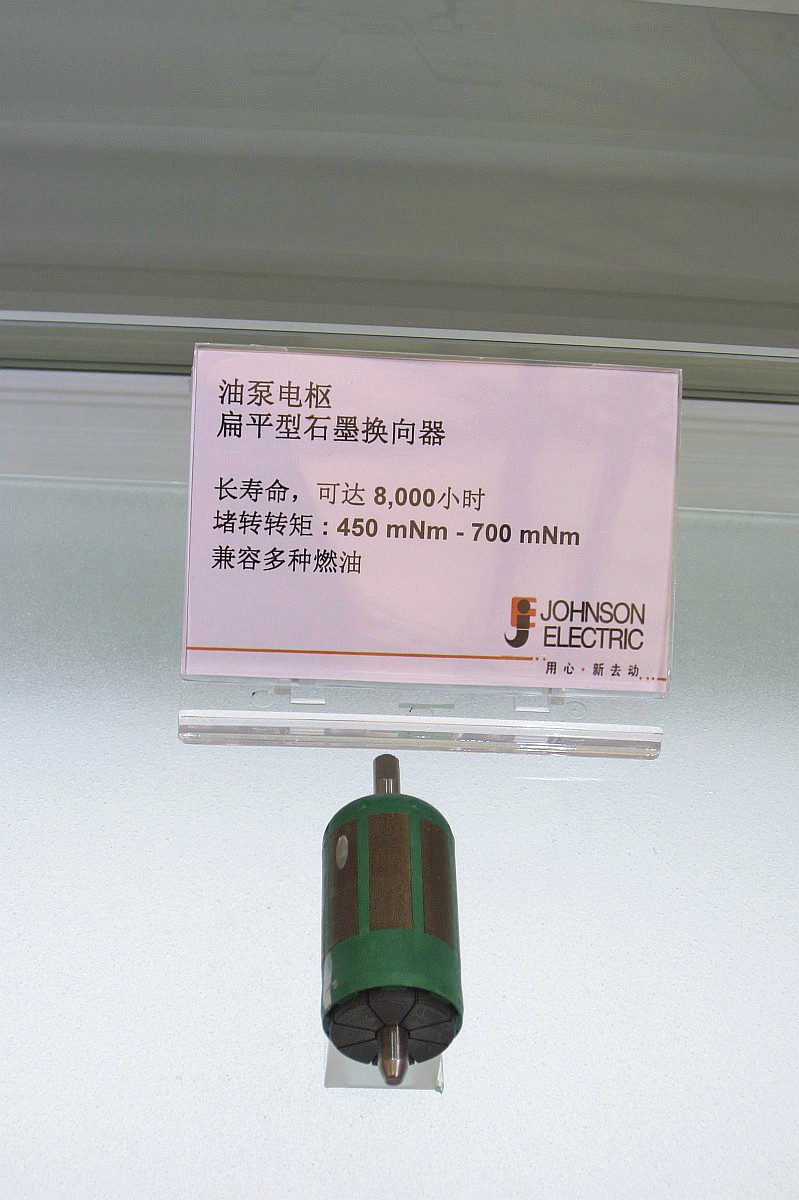 油泵电枢
扁平型石墨换向器
长寿命，可达 8,000小时
堵转转矩：450 mNm - 700 mNm
兼容多种燃油
JOHNSON
ELECTRIC
用心·新去动